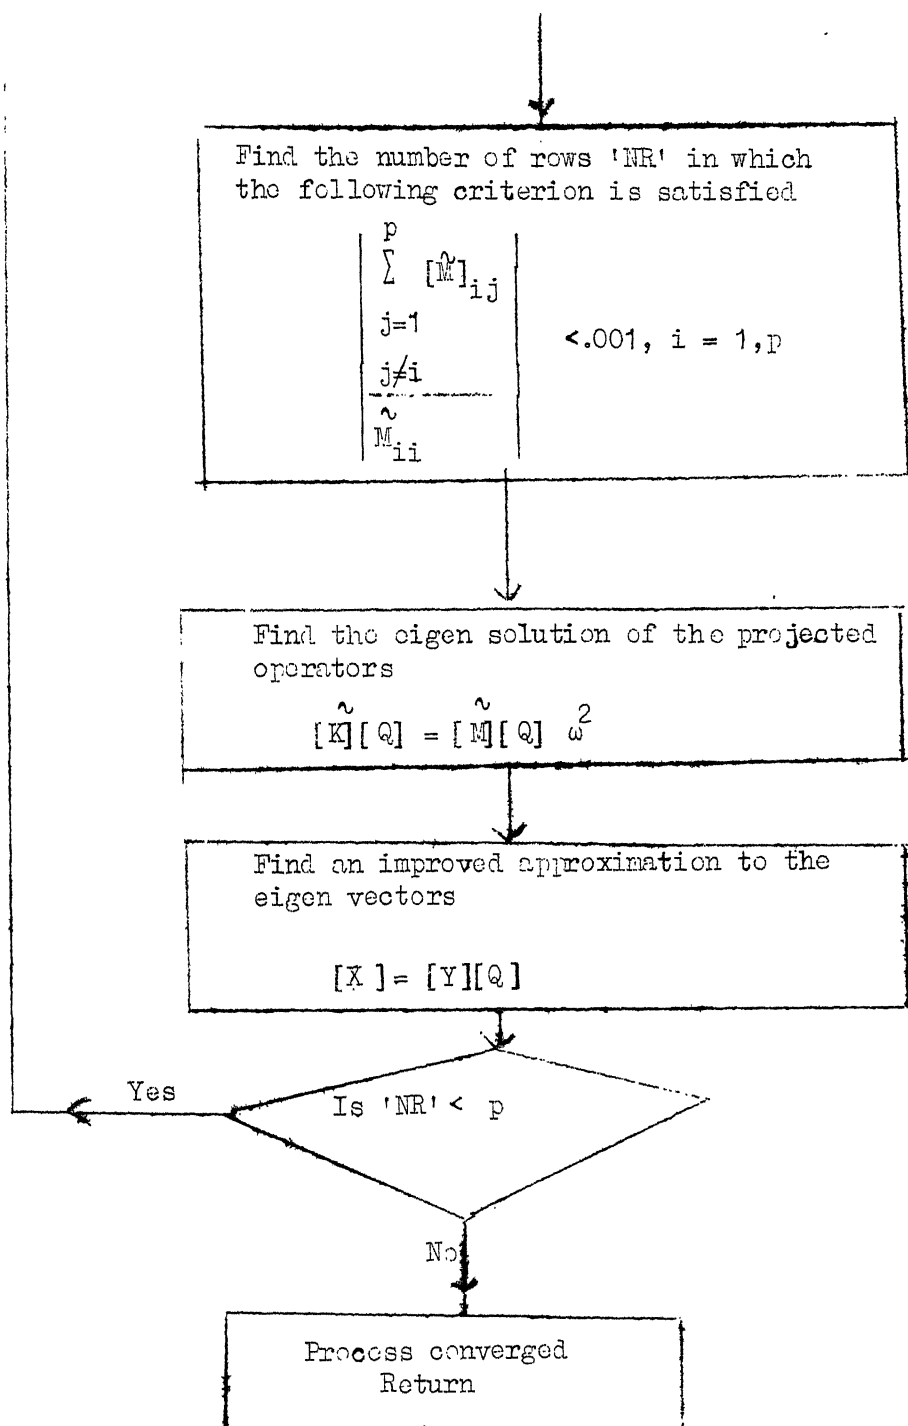 Find the number of rows 'NR' in which
the following criterion is satisfied
p
Σ [M̃]ij
j=1
j≠i
M̃ii
<.001, i = 1,p
Find the eigen solution of the projected
operators
[K̃][Q] = [M̃][Q] ω²
Find an improved approximation to the
eigen vectors
[X̄]= [Y][Q]
Yes
Is 'NR' < p
No
Process converged
Return